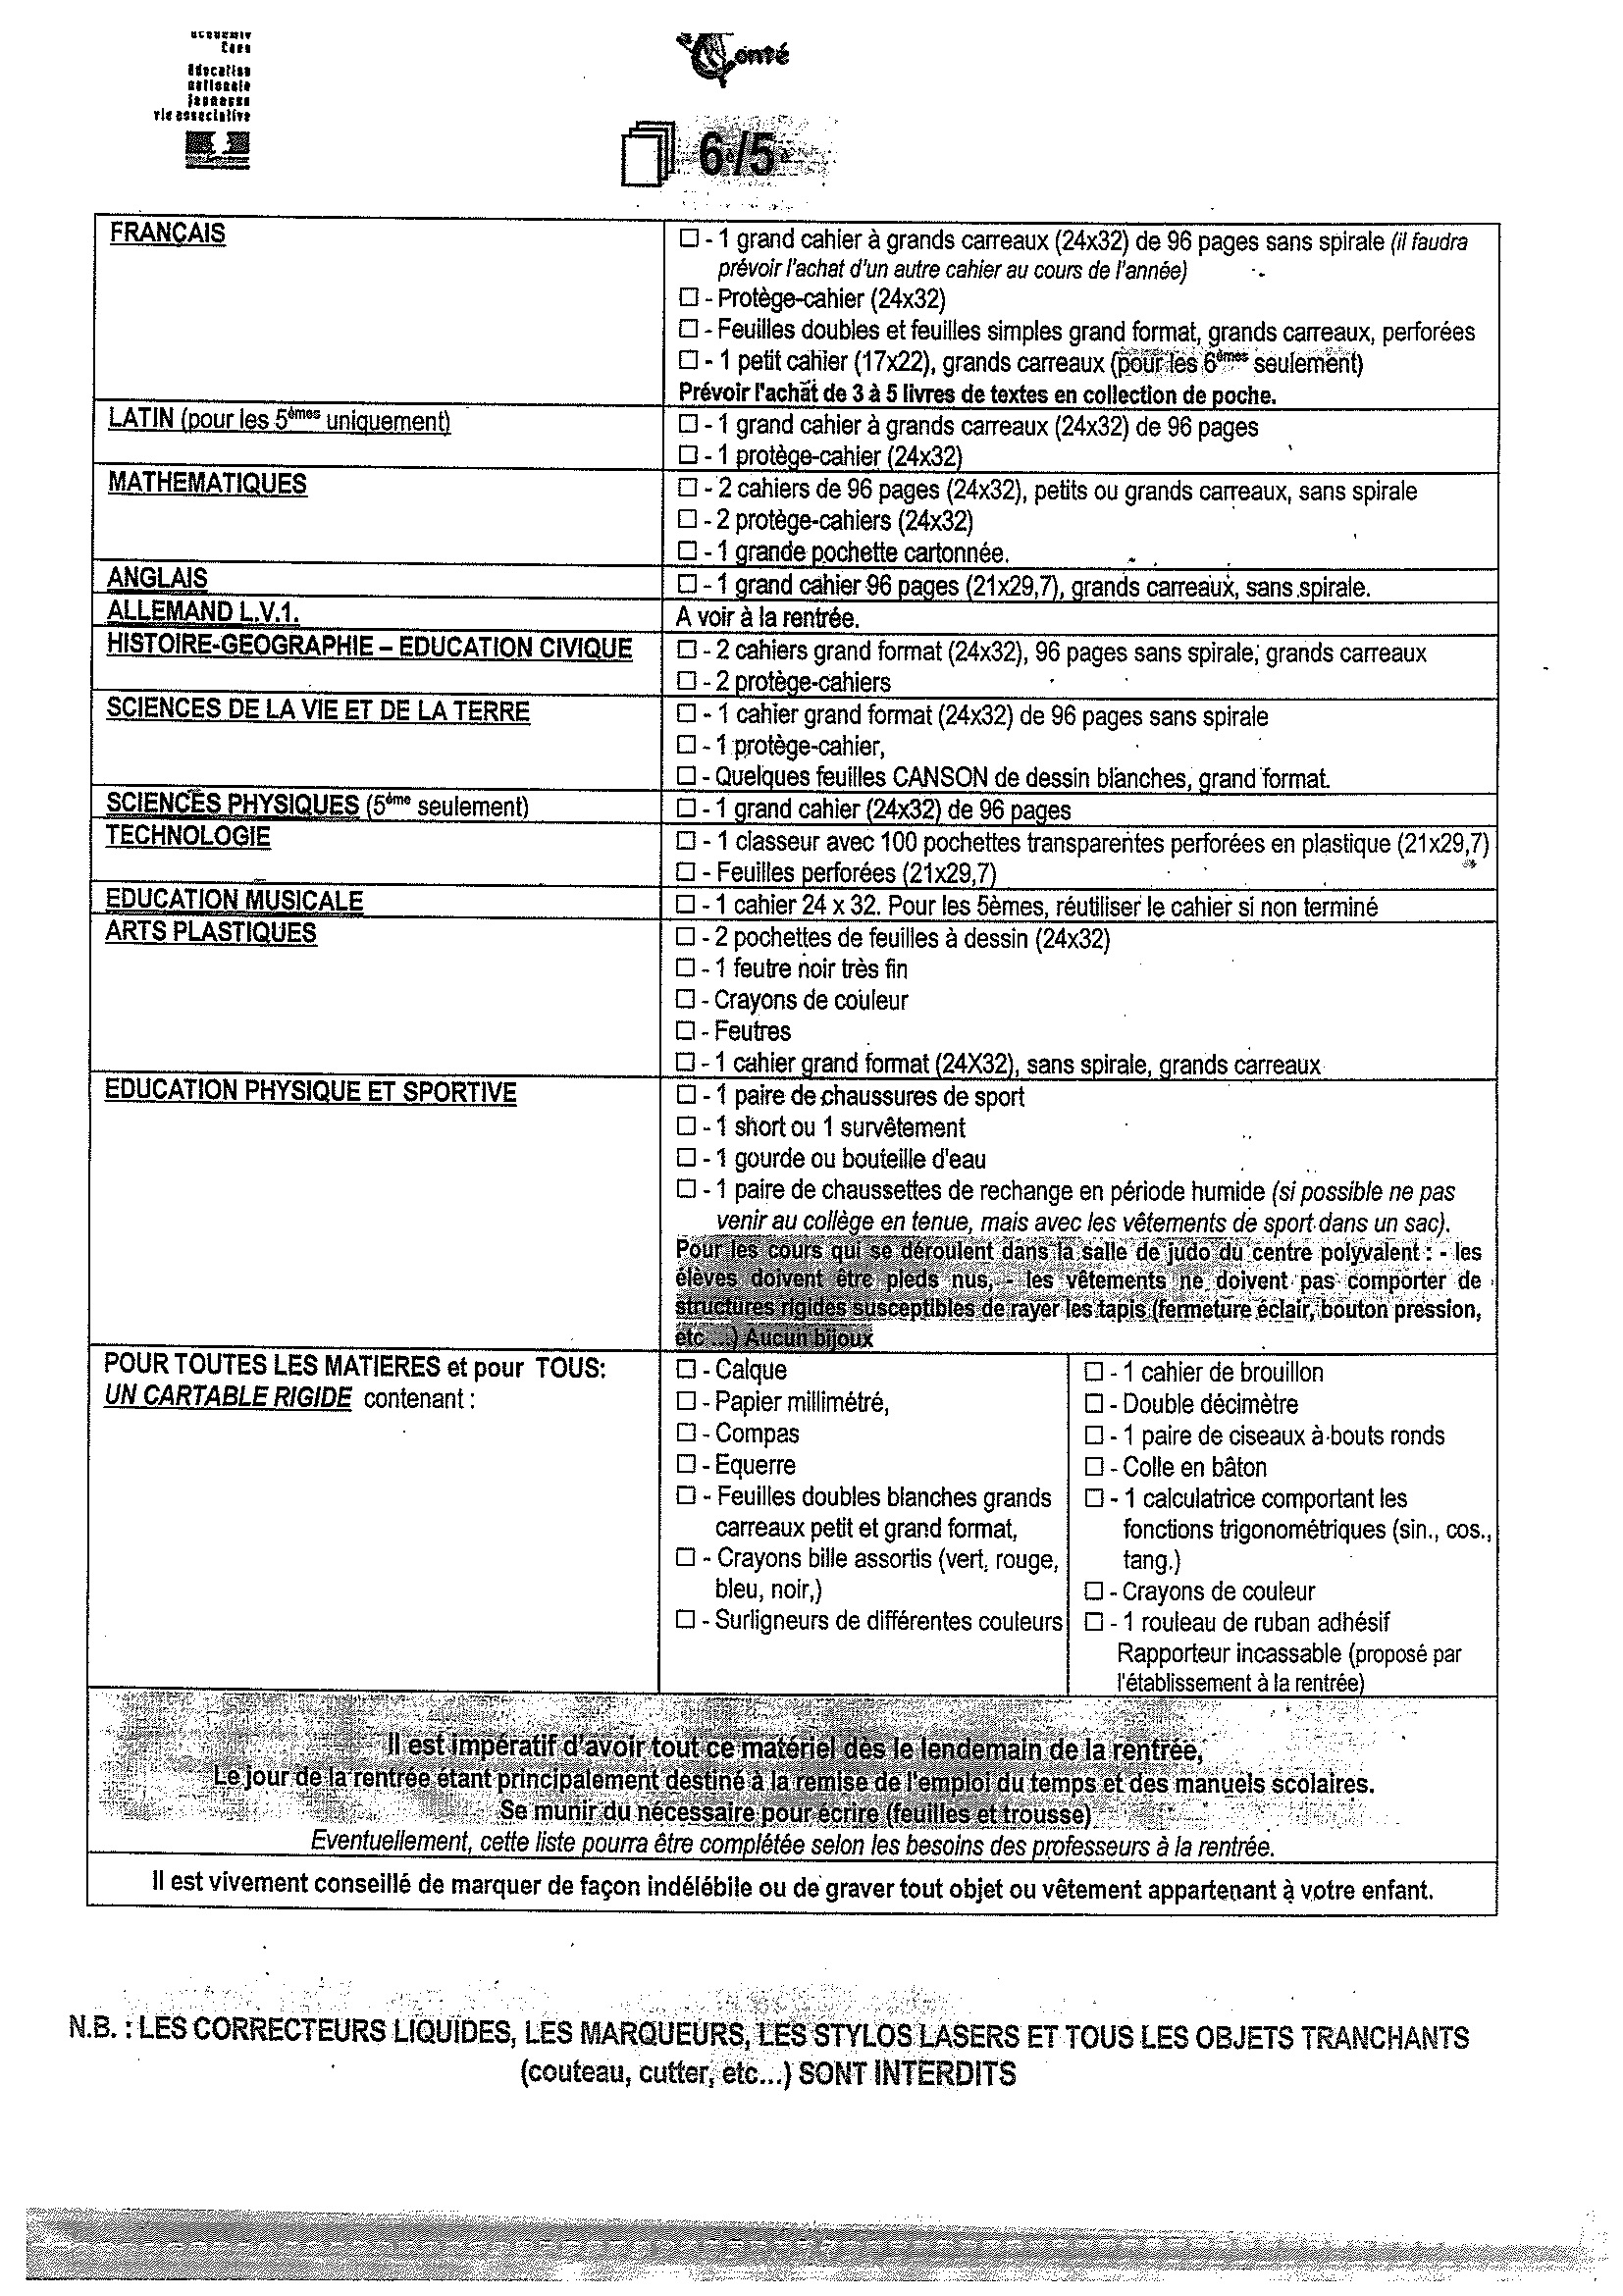 Caen
Education
nationale
jeunesse
vie associative
onté
6è/5è
FRANÇAIS
☐ - 1 grand cahier à grands carreaux (24x32) de 96 pages sans spirale (il faudra
prévoir l'achat d'un autre cahier au cours de l'année)
☐ - Protège-cahier (24x32)
☐ - Feuilles doubles et feuilles simples grand format, grands carreaux, perforées
☐ - 1 petit cahier (17x22), grands carreaux (pour les 6èmes seulement)
Prévoir l'achat de 3 à 5 livres de textes en collection de poche.
LATIN (pour les 5èmes uniquement)
☐ - 1 grand cahier à grands carreaux (24x32) de 96 pages
☐ - 1 protège-cahier (24x32)
MATHEMATIQUES
☐ - 2 cahiers de 96 pages (24x32), petits ou grands carreaux, sans spirale
☐ - 2 protège-cahiers (24x32)
☐ - 1 grande pochette cartonnée.
ANGLAIS
☐ - 1 grand cahier 96 pages (21x29,7), grands carreaux, sans spirale.
ALLEMAND L.V.1.
A voir à la rentrée.
HISTOIRE-GEOGRAPHIE – EDUCATION CIVIQUE
☐ - 2 cahiers grand format (24x32), 96 pages sans spirale, grands carreaux
☐ - 2 protège-cahiers
SCIENCES DE LA VIE ET DE LA TERRE
☐ - 1 cahier grand format (24x32) de 96 pages sans spirale
☐ - 1 protège-cahier,
☐ - Quelques feuilles CANSON de dessin blanches, grand format.
SCIENCES PHYSIQUES (5ème seulement)
☐ - 1 grand cahier (24x32) de 96 pages
TECHNOLOGIE
☐ - 1 classeur avec 100 pochettes transparentes perforées en plastique (21x29,7)
☐ - Feuilles perforées (21x29,7)
EDUCATION MUSICALE
☐ - 1 cahier 24 x 32. Pour les 5èmes, réutiliser le cahier si non terminé
ARTS PLASTIQUES
☐ - 2 pochettes de feuilles à dessin (24x32)
☐ - 1 feutre noir très fin
☐ - Crayons de couleur
☐ - Feutres
☐ - 1 cahier grand format (24X32), sans spirale, grands carreaux
EDUCATION PHYSIQUE ET SPORTIVE
☐ - 1 paire de chaussures de sport
☐ - 1 short ou 1 survêtement
☐ - 1 gourde ou bouteille d'eau
☐ - 1 paire de chaussettes de rechange en période humide (si possible ne pas
venir au collège en tenue, mais avec les vêtements de sport dans un sac).
Pour les cours qui se déroulent dans la salle de judo du centre polyvalent : - les
élèves doivent être pieds nus, - les vêtements ne doivent pas comporter de
structures rigides susceptibles de rayer les tapis (fermeture éclair, bouton pression,
etc ...) Aucun bijoux
POUR TOUTES LES MATIERES et pour TOUS:
UN CARTABLE RIGIDE contenant :
☐ - Calque
☐ - Papier millimétré,
☐ - Compas
☐ - Equerre
☐ - Feuilles doubles blanches grands
carreaux petit et grand format,
☐ - Crayons bille assortis (vert, rouge,
bleu, noir,)
☐ - Surligneurs de différentes couleurs
☐ - 1 cahier de brouillon
☐ - Double décimètre
☐ - 1 paire de ciseaux à bouts ronds
☐ - Colle en bâton
☐ - 1 calculatrice comportant les
fonctions trigonométriques (sin., cos.,
tang.)
☐ - Crayons de couleur
☐ - 1 rouleau de ruban adhésif
Rapporteur incassable (proposé par
l'établissement à la rentrée)
Il est impératif d'avoir tout ce matériel dès le lendemain de la rentrée,
Le jour de la rentrée étant principalement destiné à la remise de l'emploi du temps et des manuels scolaires.
Se munir du nécessaire pour écrire (feuilles et trousse)
Eventuellement, cette liste pourra être complétée selon les besoins des professeurs à la rentrée.
Il est vivement conseillé de marquer de façon indélébile ou de graver tout objet ou vêtement appartenant à votre enfant.
N.B. : LES CORRECTEURS LIQUIDES, LES MARQUEURS, LES STYLOS LASERS ET TOUS LES OBJETS TRANCHANTS
(couteau, cutter, etc...) SONT INTERDITS